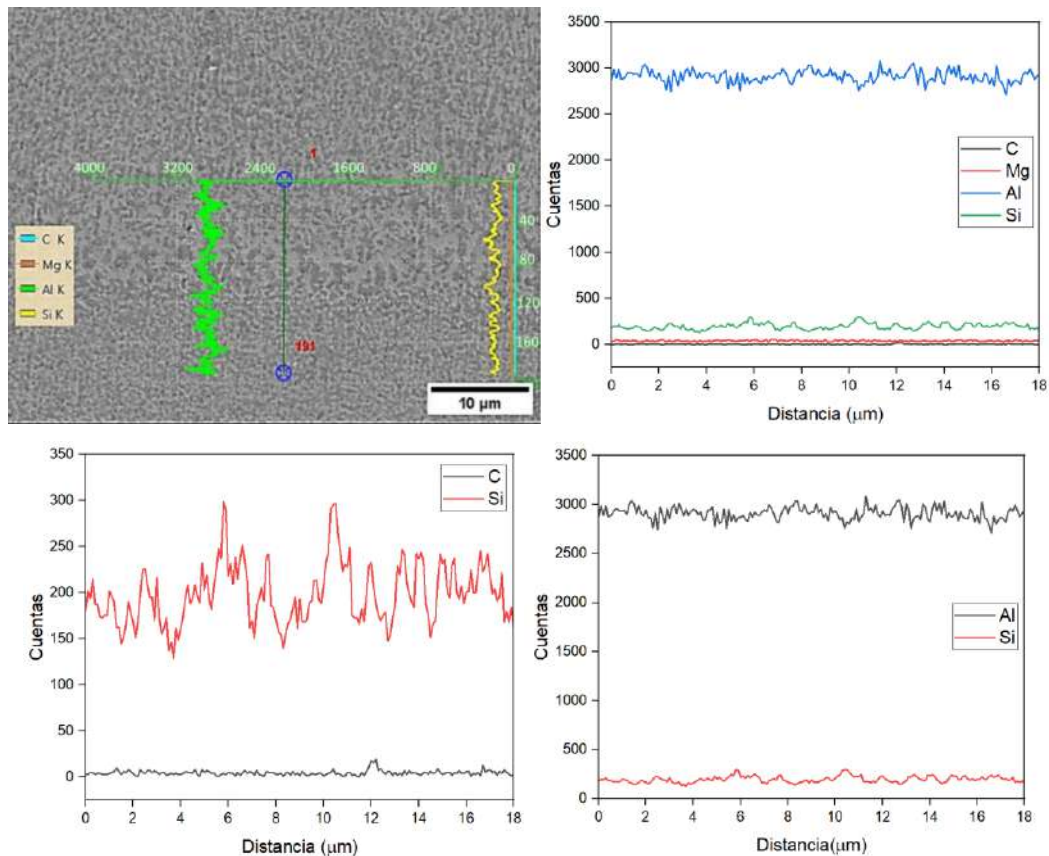 4000 3200 2400 1 1600 800 0
40
80
120
160
C K
Mg K
Al K
Si K
191
10 µm
3500
3000
2500
2000
1500
1000
500
0
Cuentas
C
Mg
Al
Si
0 2 4 6 8 10 12 14 16 18
Distancia (µm)
350
300
250
200
150
100
50
0
Cuentas
C
Si
0 2 4 6 8 10 12 14 16 18
Distancia (µm)
3500
3000
2500
2000
1500
1000
500
0
Cuentas
Al
Si
0 2 4 6 8 10 12 14 16 18
Distancia(µm)